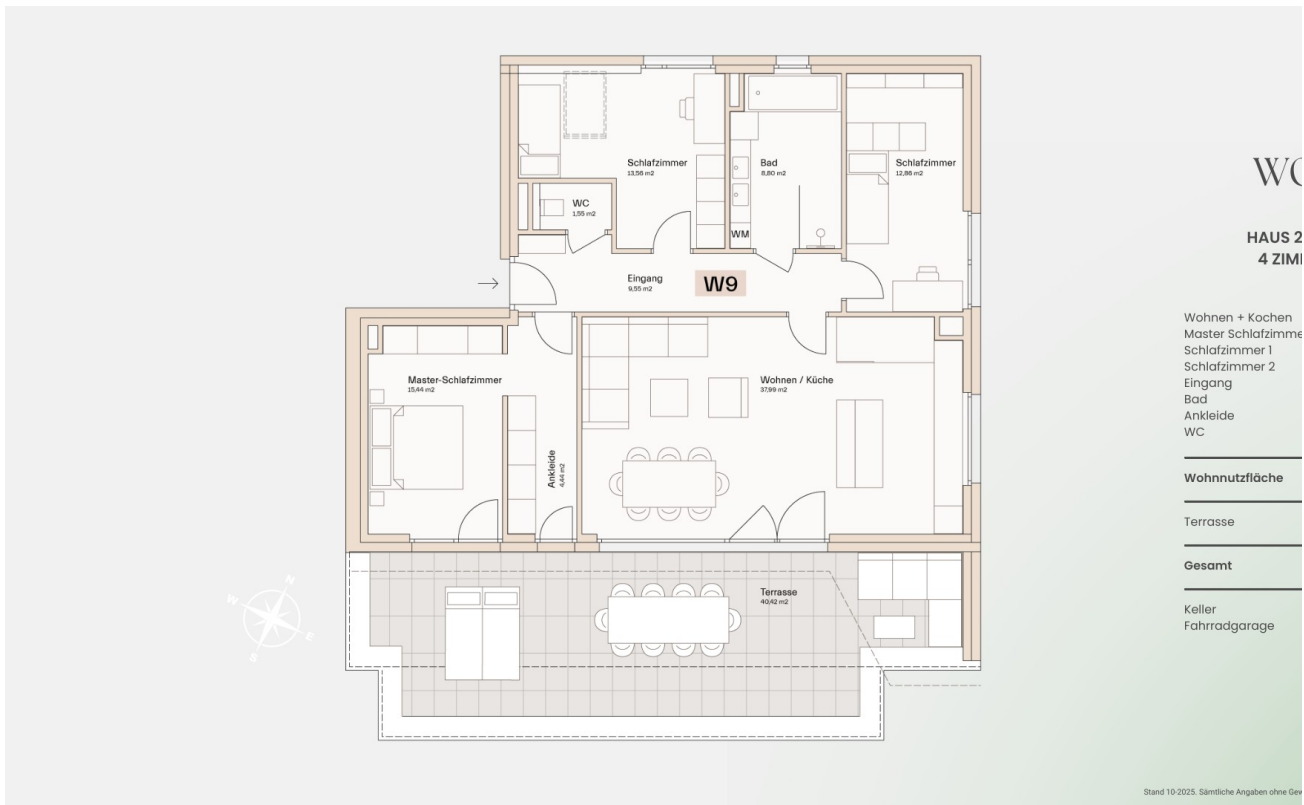 Schlafzimmer
13,56 m2
Bad
8,80 m2
Schlafzimmer
12,86 m2
WC
1,55 m2
WM
Eingang
9,55 m2
W9
Master-Schlafzimmer
15,44 m2
Wohnen / Küche
37,99 m2
Ankleide
4,44 m2
Terrasse
40,42 m2
N
W
E
S
WO
HAUS 2
4 ZIM
Wohnen + Kochen
Master Schlafzimme
Schlafzimmer 1
Schlafzimmer 2
Eingang
Bad
Ankleide
WC
Wohnnutzfläche
Terrasse
Gesamt
Keller
Fahrradgarage
Stand 10-2025. Sämtliche Angaben ohne Gew